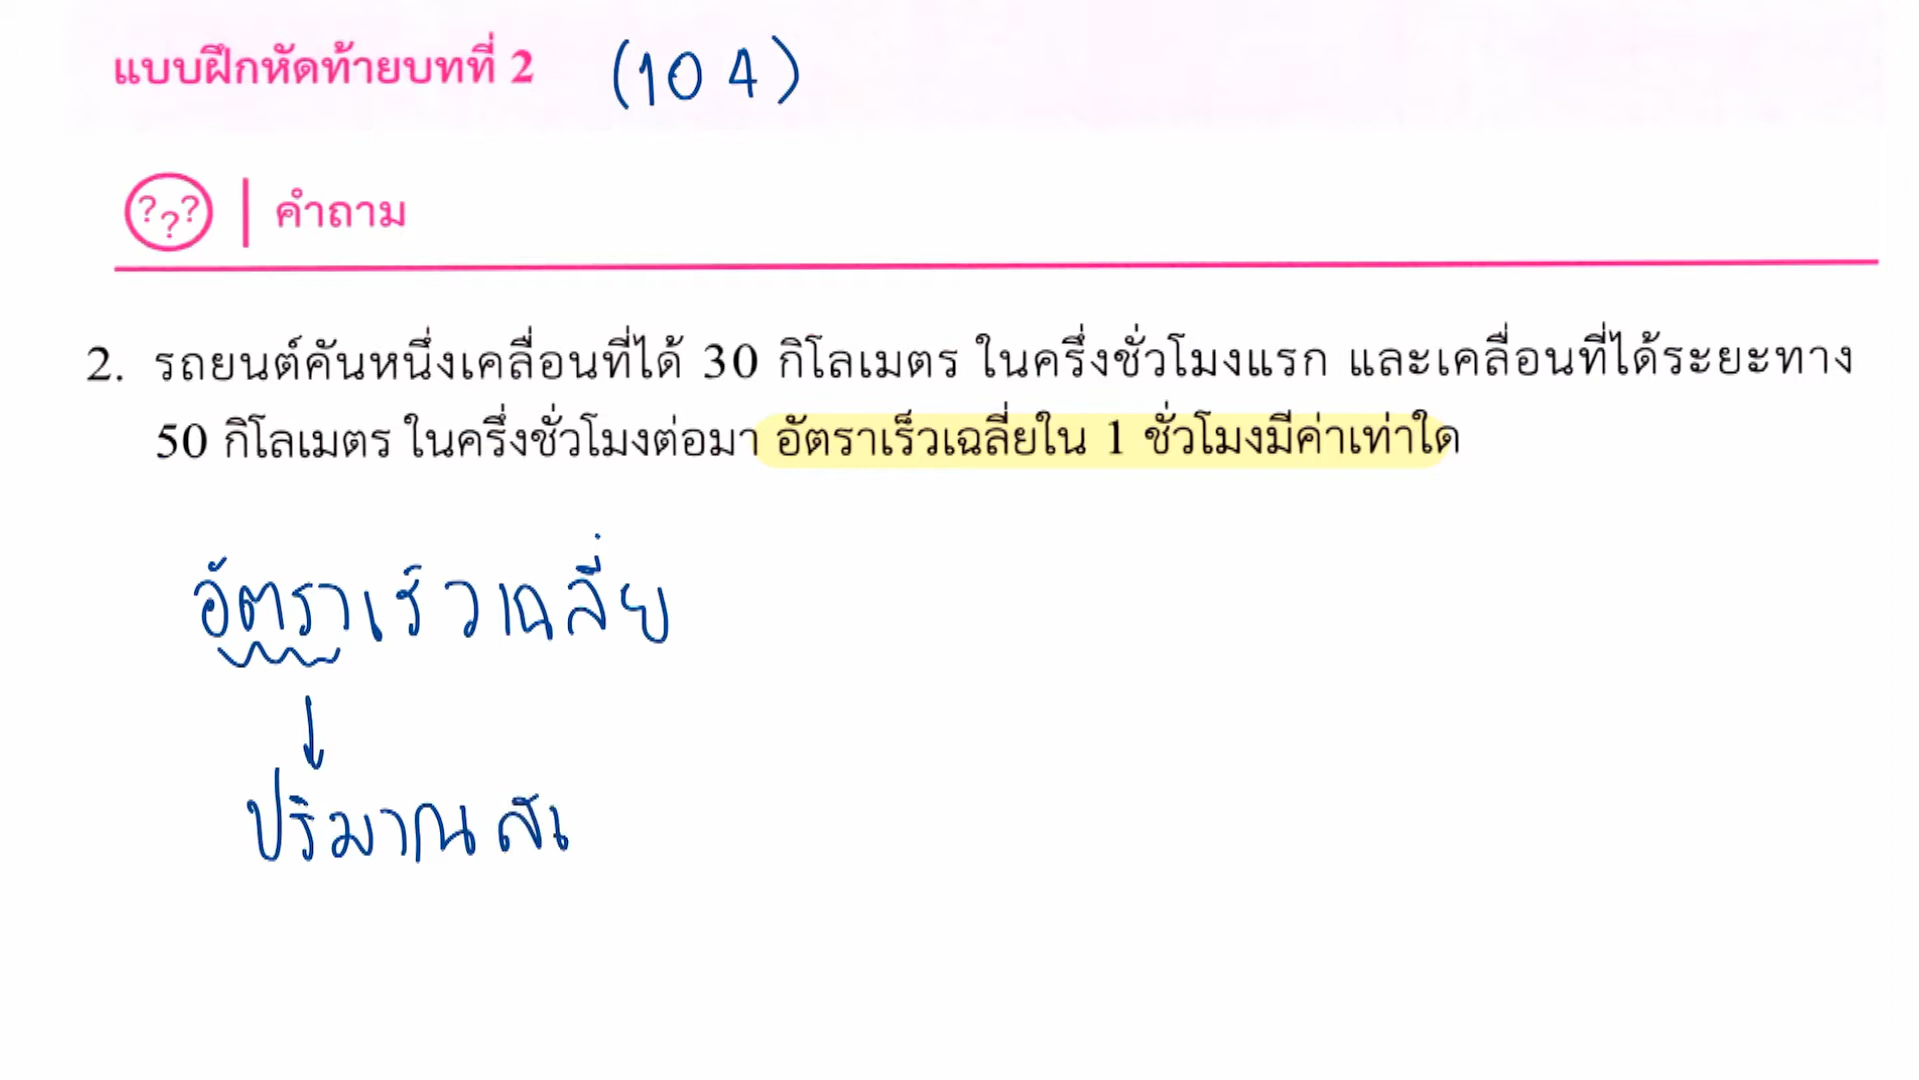 แบบฝึกหัดท้ายบทที่ 2 (104)
??? คำถาม
2. รถยนต์คันหนึ่งเคลื่อนที่ได้ 30 กิโลเมตร ในครึ่งชั่วโมงแรก และเคลื่อนที่ได้ระยะทาง
50 กิโลเมตร ในครึ่งชั่วโมงต่อมา อัตราเร็วเฉลี่ยใน 1 ชั่วโมงมีค่าเท่าใด
อัตราเร็วเฉลี่ย
ปริมาณ